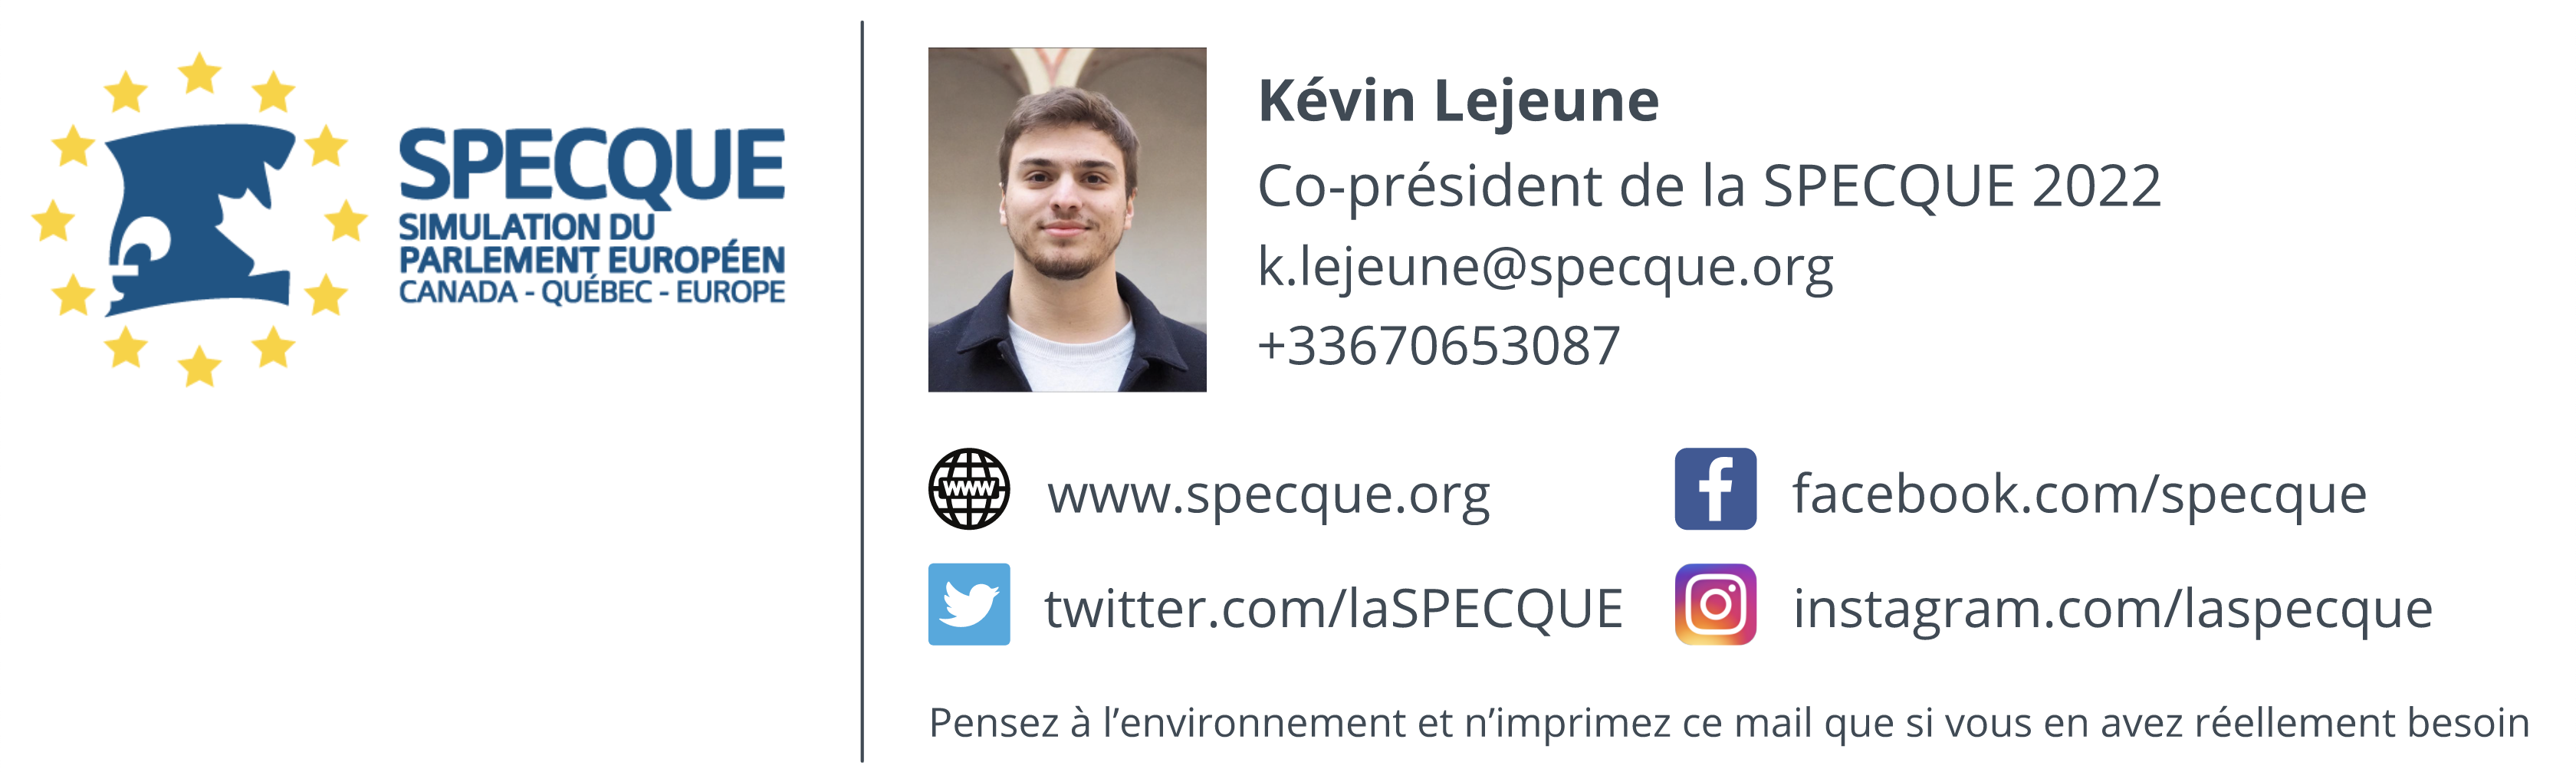 SPECQUE
SIMULATION DU
PARLEMENT EUROPÉEN
CANADA - QUÉBEC - EUROPE
Kévin Lejeune
Co-président de la SPECQUE 2022
k.lejeune@specque.org
+33670653087
www
www.specque.org
facebook.com/specque
twitter.com/laSPECQUE
instagram.com/laspecque
Pensez à l’environnement et n’imprimez ce mail que si vous en avez réellement besoin